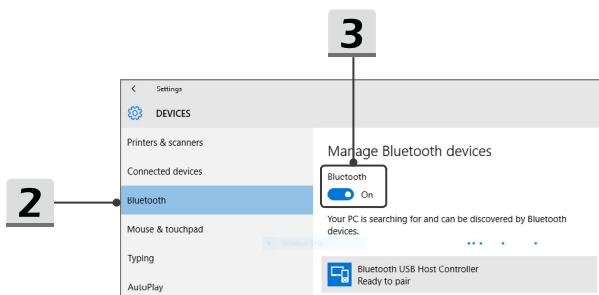 3
Settings
DEVICES
Printers & scanners
Connected devices
Bluetooth
Mouse & touchpad
Typing
AutoPlay
Manage Bluetooth devices
Bluetooth
On
Your PC is searching for and can be discovered by Bluetooth
devices.
Bluetooth USB Host Controller
Ready to pair
2